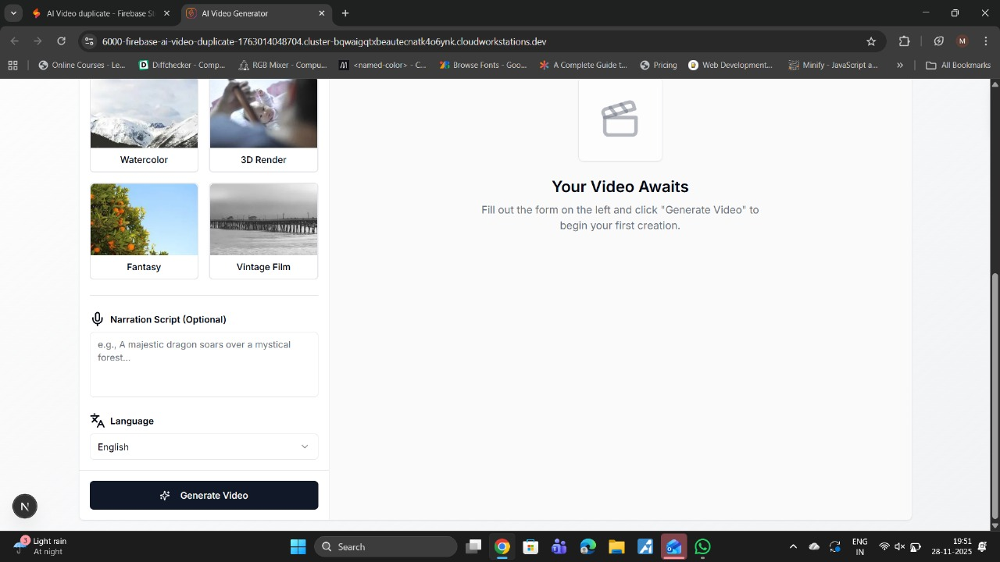 AI Video duplicate - Firebase St
AI Video Generator
6000-firebase-ai-video-duplicate-1763014048704.cluster-bqwaigqtxbeautecnatk4o6ynk.cloudworkstations.dev
M
Online Courses - Le...
Diffchecker - Comp...
RGB Mixer - Compu...
<named-color> - C...
Browse Fonts - Goo...
A Complete Guide t...
Pricing
Web Development...
Minify - JavaScript a...
All Bookmarks
Watercolor
3D Render
Fantasy
Vintage Film
Your Video Awaits
Fill out the form on the left and click "Generate Video" to
begin your first creation.
Narration Script (Optional)
e.g., A majestic dragon soars over a mystical
forest...
Language
English
Generate Video
N
3
Light rain
At night
Search
ENG
IN
19:51
28-11-2025